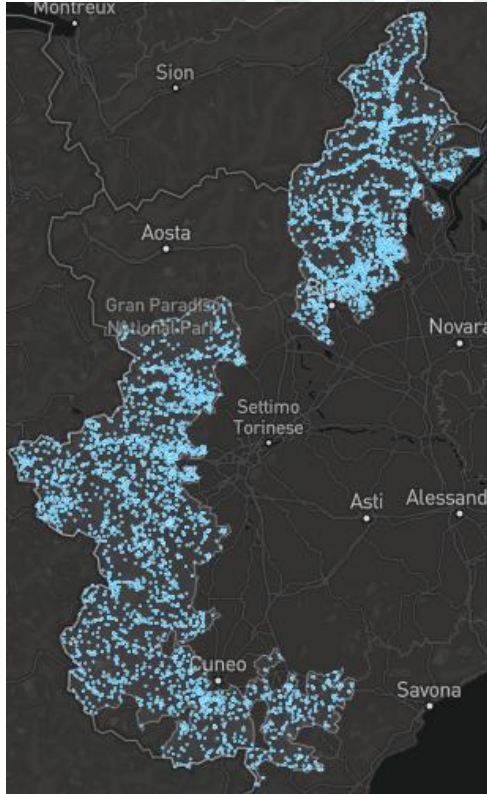 Montreux
Sion
Aosta
Gran Paradiso
National Park
Novara
Settimo
Torinese
Asti
Alessand
Cuneo
Savona